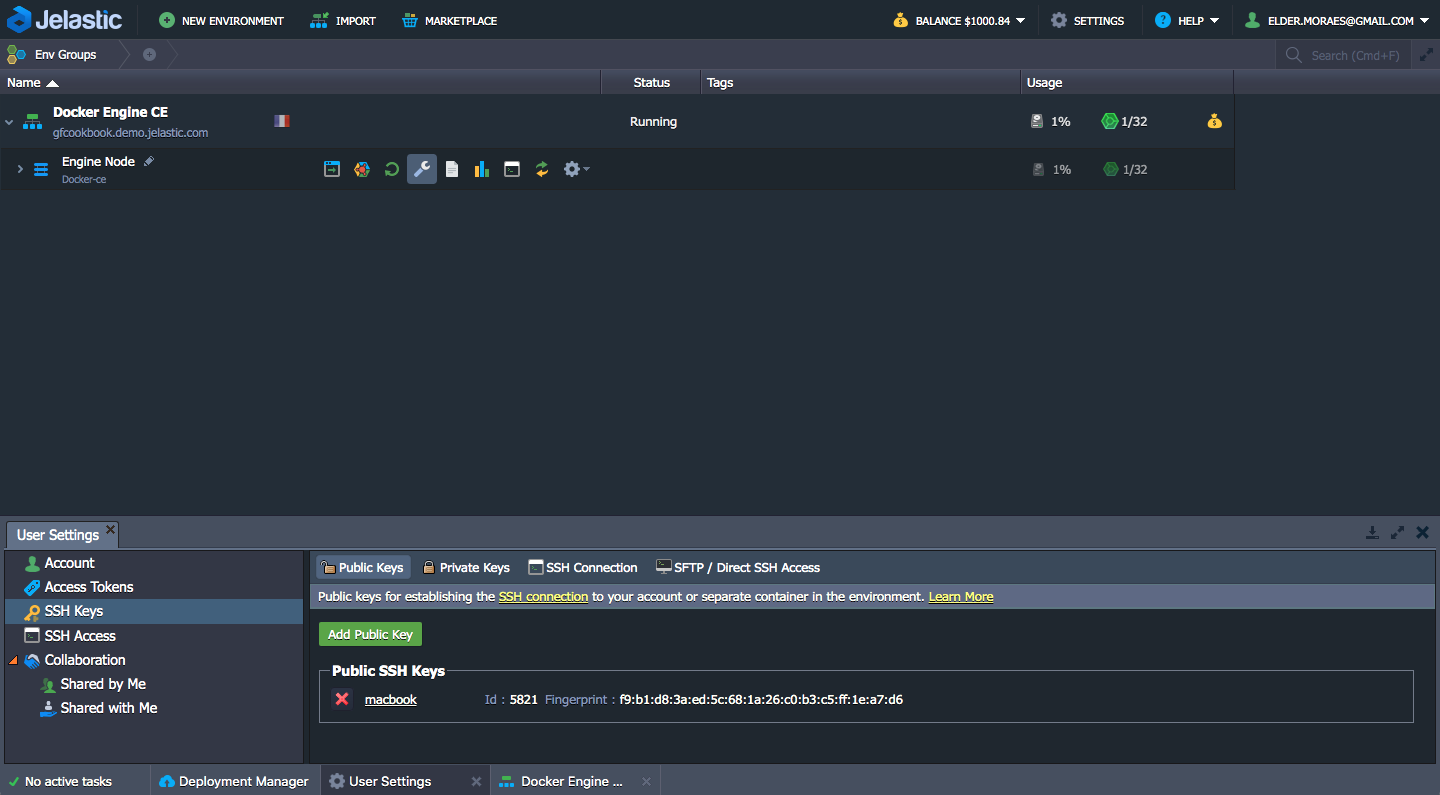 Jelastic NEW ENVIRONMENT IMPORT MARKETPLACE BALANCE $1000.84 SETTINGS HELP ELDER.MORAES@GMAIL.COM
Env Groups Search (Cmd+F)
Name Status Tags Usage
Docker Engine CE
gfcookbook.demo.jelastic.com Running 1% 1/32
Engine Node 1% 1/32
Docker-ce
User Settings
Account
Access Tokens
SSH Keys
SSH Access
Collaboration
Shared by Me
Shared with Me
Public Keys Private Keys SSH Connection SFTP / Direct SSH Access
Public keys for establishing the SSH connection to your account or separate container in the environment. Learn More
Add Public Key
Public SSH Keys
macbook Id : 5821 Fingerprint : f9:b1:d8:3a:ed:5c:68:1a:26:c0:b3:c5:ff:1e:a7:d6
No active tasks Deployment Manager User Settings Docker Engine ...